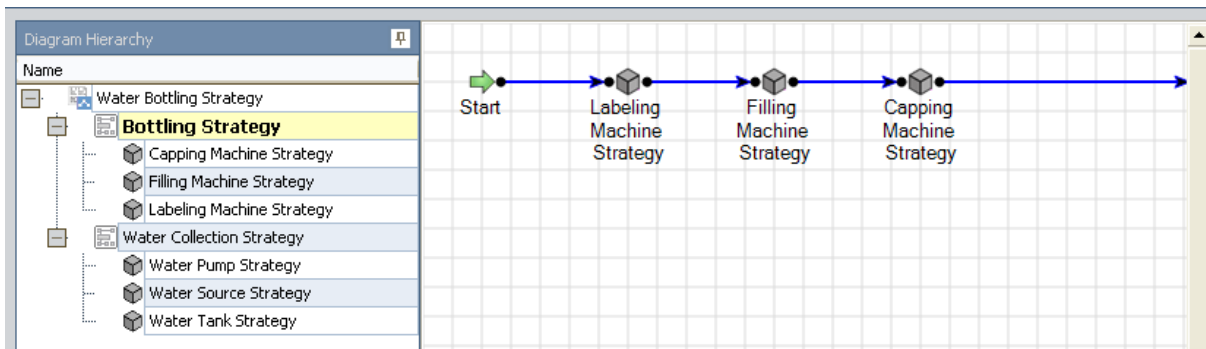 Diagram Hierarchy
Name
Water Bottling Strategy
Bottling Strategy
Capping Machine Strategy
Filling Machine Strategy
Labeling Machine Strategy
Water Collection Strategy
Water Pump Strategy
Water Source Strategy
Water Tank Strategy
Start
Labeling
Machine
Strategy
Filling
Machine
Strategy
Capping
Machine
Strategy